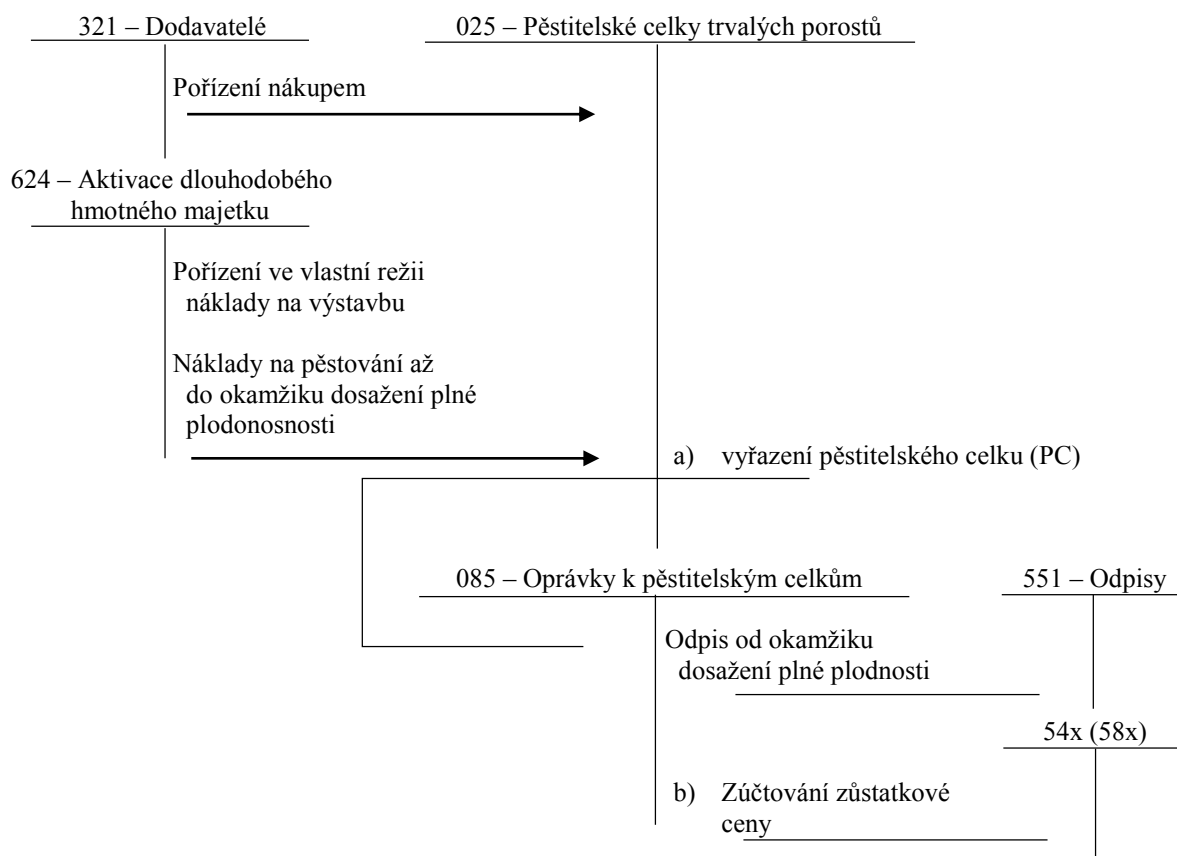 321 – Dodavatelé
025 – Pěstitelské celky trvalých porostů
Pořízení nákupem
624 – Aktivace dlouhodobého
hmotného majetku
Pořízení ve vlastní režii
náklady na výstavbu
Náklady na pěstování až
do okamžiku dosažení plné
plodonosnosti
a) vyřazení pěstitelského celku (PC)
085 – Oprávky k pěstitelským celkům
551 – Odpisy
Odpis od okamžiku
dosažení plné plodnosti
54x (58x)
b) Zúčtování zůstatkové
ceny